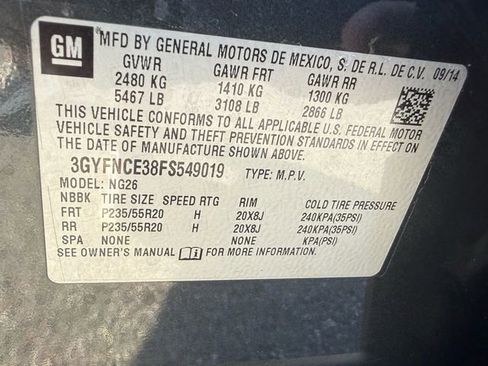 GM MFD BY GENERAL MOTORS DE MEXICO, S. DE R.L. DE C.V. 09/14
GVWR GAWR FRT GAWR RR
2480 KG 1410 KG 1300 KG
5467 LB 3108 LB 2866 LB
THIS VEHICLE CONFORMS TO ALL APPLICABLE U.S. FEDERAL MOTOR
VEHICLE SAFETY AND THEFT PREVENTION STANDARDS IN EFFECT ON
THE DATE OF MANUFACTURE SHOWN ABOVE.
3GYFNCE38FS549019 TYPE: M.P.V.
MODEL: NG26
NBBK TIRE SIZE SPEED RTG RIM COLD TIRE PRESSURE
FRT P235/55R20 H 20X8J 240KPA(35PSI)
RR P235/55R20 H 20X8J 240KPA(35PSI)
SPA NONE NONE KPA(PSI)
SEE OWNER'S MANUAL i FOR MORE INFORMATION.